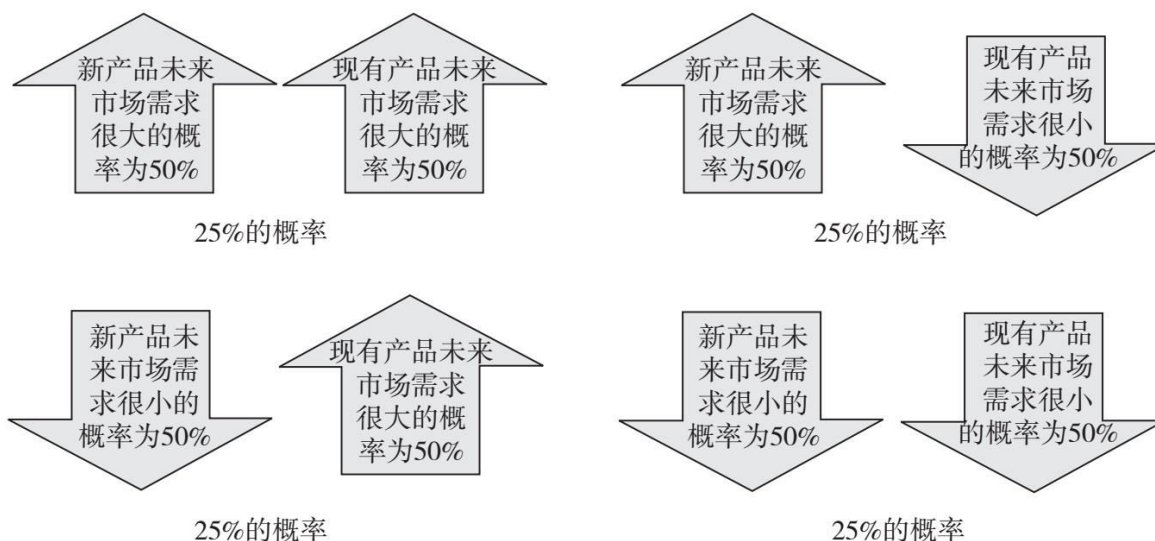 新产品未来
市场需求
很大的概
率为50%
现有产品未来
市场需求
很大的概
率为50%
25%的概率
新产品未来
市场需求
很大的概
率为50%
现有产品
未来市场
需求很小
的概率为50%
25%的概率
新产品未
来市场需
求很小的
概率为50%
现有产品未来
市场需求
很大的概
率为50%
25%的概率
新产品未
来市场需
求很小的
概率为50%
现有产品
未来市场
需求很小
的概率为50%
25%的概率